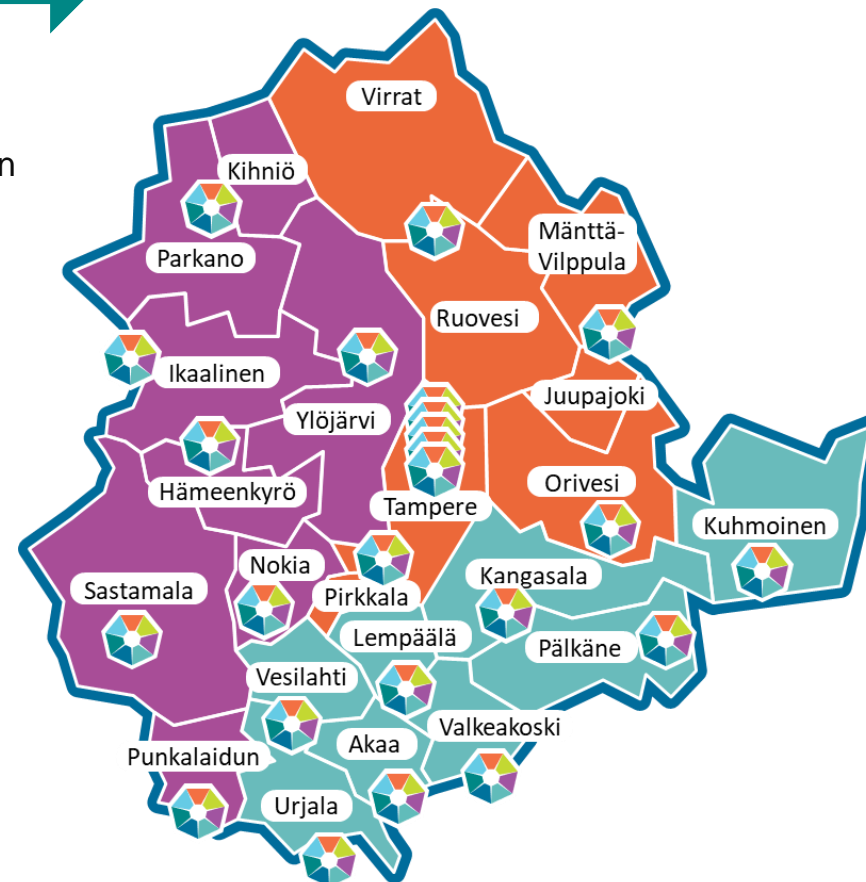 Virrat
n
Kihniö
Mänttä-
Vilppula
Parkano
Ruovesi
Ikaalinen
Juupajoki
Ylöjärvi
Orivesi
Hämeenkyrö
Tampere
Kuhmoinen
Nokia
Kangasala
Sastamala
Pirkkala
Lempäälä
Pälkäne
Vesilahti
Valkeakoski
Akaa
Punkalaidun
Urjala